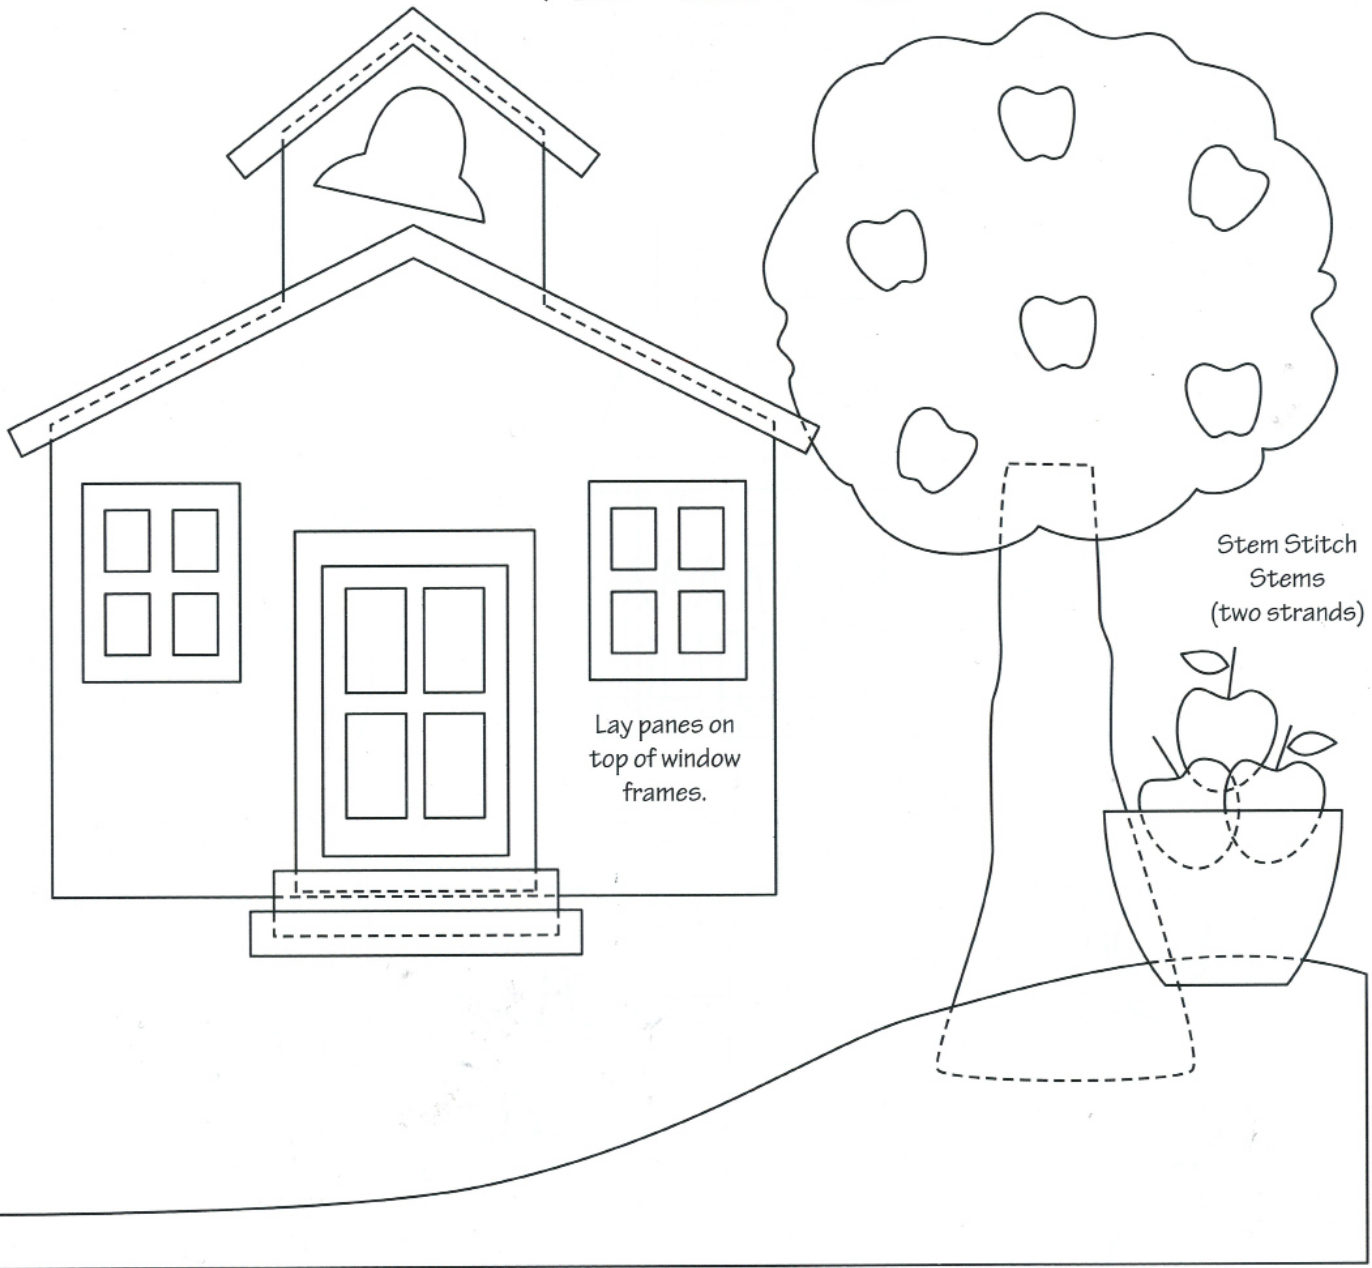 Stem Stitch
Stems
(two strands)
Lay panes on
top of window
frames.